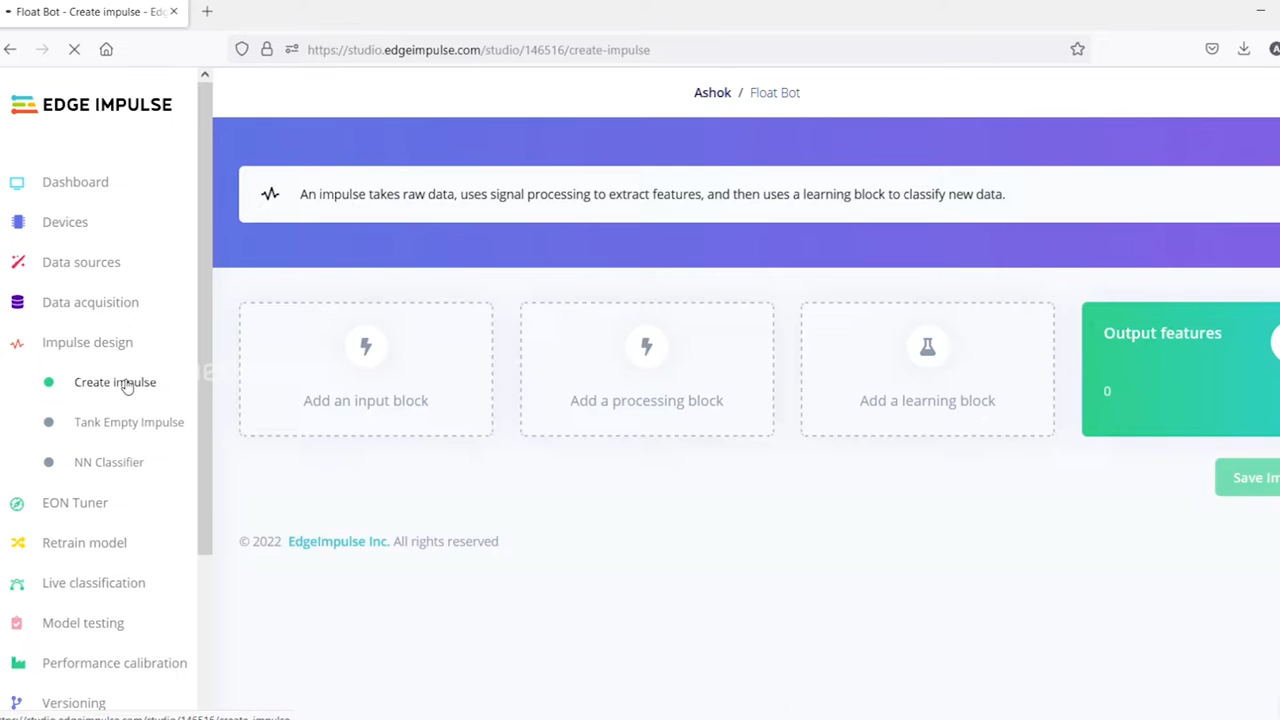 Float Bot - Create impulse - Ed
https://studio.edgeimpulse.com/studio/146516/create-impulse
EDGE IMPULSE
Ashok / Float Bot
Dashboard
Devices
Data sources
Data acquisition
Impulse design
Create impulse
Tank Empty Impulse
NN Classifier
EON Tuner
Retrain model
Live classification
Model testing
Performance calibration
Versioning
An impulse takes raw data, uses signal processing to extract features, and then uses a learning block to classify new data.
Add an input block
Add a processing block
Add a learning block
Output features
0
Save Im
© 2022 EdgeImpulse Inc. All rights reserved